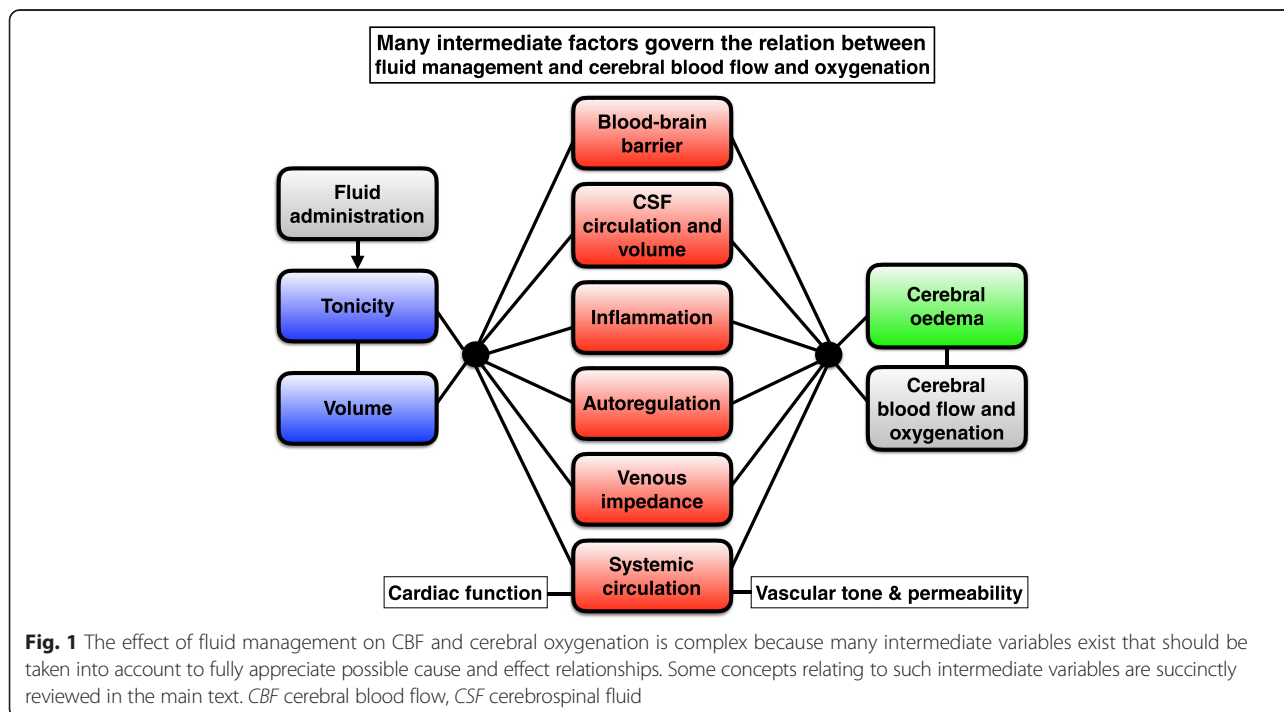 Many intermediate factors govern the relation between
fluid management and cerebral blood flow and oxygenation
Fluid
administration
Tonicity
Volume
Blood-brain
barrier
CSF
circulation and
volume
Inflammation
Autoregulation
Venous
impedance
Systemic
circulation
Cardiac function
Vascular tone & permeability
Cerebral
oedema
Cerebral
blood flow and
oxygenation
Fig. 1 The effect of fluid management on CBF and cerebral oxygenation is complex because many intermediate variables exist that should be
taken into account to fully appreciate possible cause and effect relationships. Some concepts relating to such intermediate variables are succinctly
reviewed in the main text. CBF cerebral blood flow, CSF cerebrospinal fluid